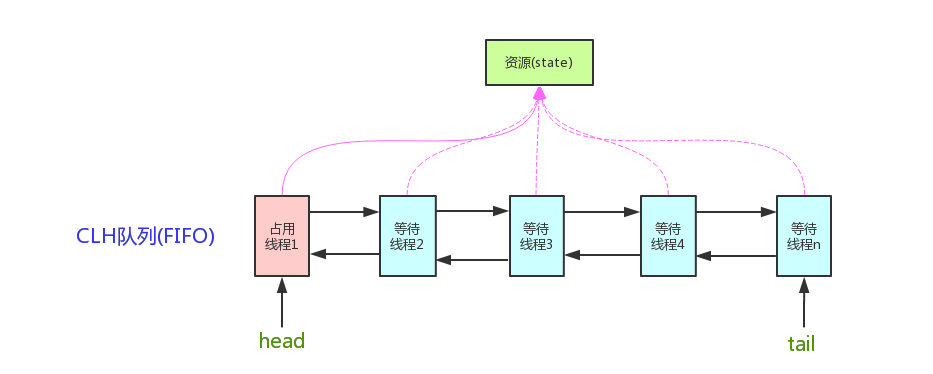 资源(state)
CLH队列(FIFO)
占用
线程1
等待
线程2
等待
线程3
等待
线程4
等待
线程n
head
tail